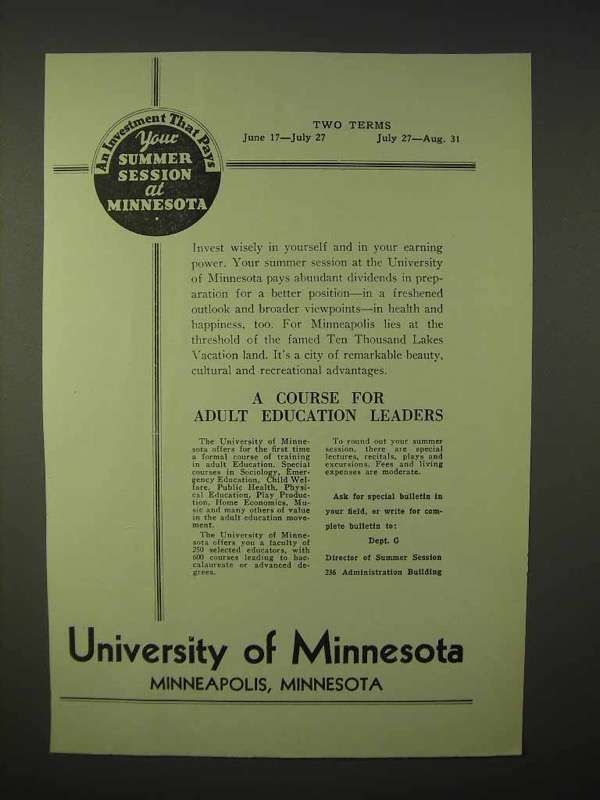 An Investment That Pays
Your
SUMMER
SESSION
at
MINNESOTA
TWO TERMS
June 17—July 27 July 27—Aug. 31
Invest wisely in yourself and in your earning
power. Your summer session at the University
of Minnesota pays abundant dividends in prep-
aration for a better position—in a freshened
outlook and broader viewpoints—in health and
happiness, too. For Minneapolis lies at the
threshold of the famed Ten Thousand Lakes
Vacation land. It's a city of remarkable beauty,
cultural and recreational advantages.
A COURSE FOR
ADULT EDUCATION LEADERS
The University of Minne-
sota offers for the first time
a formal course of training
in adult Education. Special
courses in Sociology, Emer-
gency Education, Child Wel-
fare, Public Health, Physi-
cal Education, Play Produc-
tion, Home Economics, Mu-
sic and many others of value
in the adult education move-
ment.
The University of Minne-
sota offers you a faculty of
250 selected educators, with
600 courses leading to bac-
calaureate or advanced de-
grees.
To round out your summer
session, there are special
lectures, recitals, plays and
excursions. Fees and living
expenses are moderate.
Ask for special bulletin in
your field, or write for com-
plete bulletin to:
Dept. G
Director of Summer Session
236 Administration Building
University of Minnesota
MINNEAPOLIS, MINNESOTA